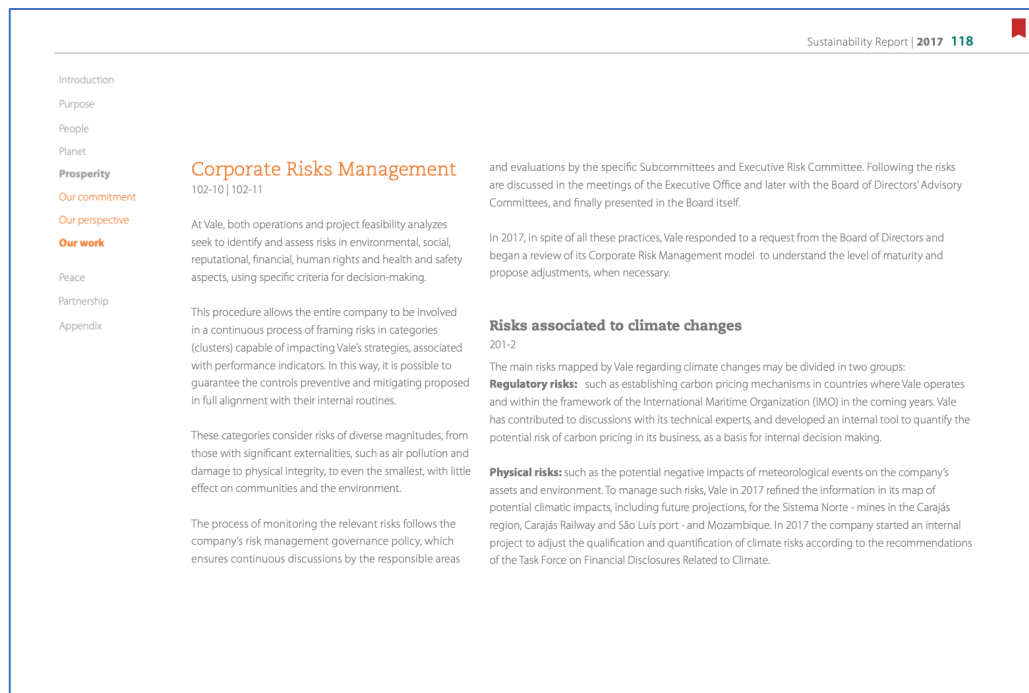 Sustainability Report | 2017 118
Introduction
Purpose
People
Planet
Prosperity
Our commitment
Our perspective
Our work
Peace
Partnership
Appendix
Corporate Risks Management
102-10 | 102-11
At Vale, both operations and project feasibility analyzes
seek to identify and assess risks in environmental, social,
reputational, financial, human rights and health and safety
aspects, using specific criteria for decision-making.
This procedure allows the entire company to be involved
in a continuous process of framing risks in categories
(clusters) capable of impacting Vale's strategies, associated
with performance indicators. In this way, it is possible to
guarantee the controls preventive and mitigating proposed
in full alignment with their internal routines.
These categories consider risks of diverse magnitudes, from
those with significant externalities, such as air pollution and
damage to physical integrity, to even the smallest, with little
effect on communities and the environment.
The process of monitoring the relevant risks follows the
company's risk management governance policy, which
ensures continuous discussions by the responsible areas
and evaluations by the specific Subcommittees and Executive Risk Committee. Following the risks
are discussed in the meetings of the Executive Office and later with the Board of Directors' Advisory
Committees, and finally presented in the Board itself.
In 2017, in spite of all these practices, Vale responded to a request from the Board of Directors and
began a review of its Corporate Risk Management model to understand the level of maturity and
propose adjustments, when necessary.
Risks associated to climate changes
201-2
The main risks mapped by Vale regarding climate changes may be divided in two groups:
Regulatory risks: such as establishing carbon pricing mechanisms in countries where Vale operates
and within the framework of the International Maritime Organization (IMO) in the coming years. Vale
has contributed to discussions with its technical experts, and developed an internal tool to quantify the
potential risk of carbon pricing in its business, as a basis for internal decision making.
Physical risks: such as the potential negative impacts of meteorological events on the company's
assets and environment. To manage such risks, Vale in 2017 refined the information in its map of
potential climatic impacts, including future projections, for the Sistema Norte - mines in the Carajás
region, Carajás Railway and São Luís port - and Mozambique. In 2017 the company started an internal
project to adjust the qualification and quantification of climate risks according to the recommendations
of the Task Force on Financial Disclosures Related to Climate.